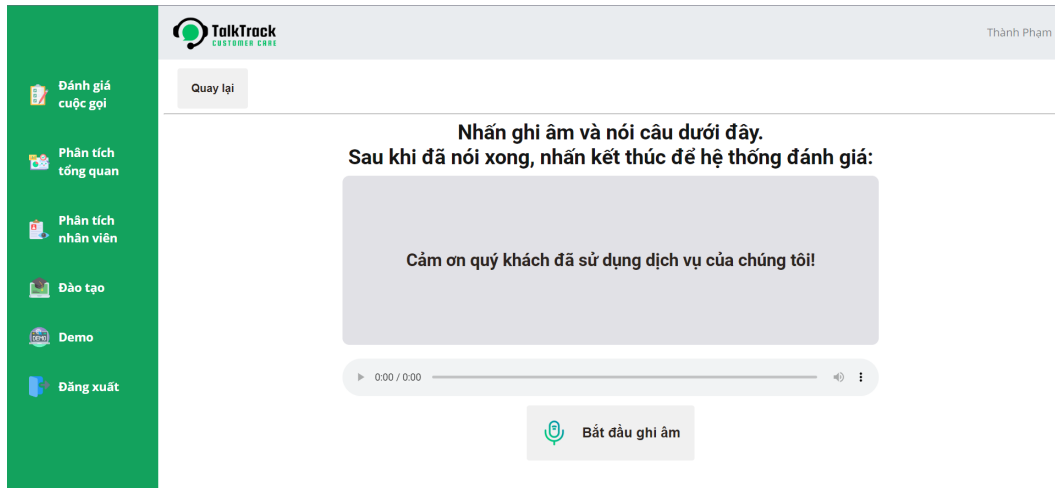 TalkTrack
CUSTOMER CARE
Thành Phạm
Đánh giá
cuộc gọi
Phân tích
tổng quan
Phân tích
nhân viên
Đào tạo
DEMO
Demo
Đăng xuất
Quay lại
Nhấn ghi âm và nói câu dưới đây.
Sau khi đã nói xong, nhấn kết thúc để hệ thống đánh giá:
Cảm ơn quý khách đã sử dụng dịch vụ của chúng tôi!
0:00 / 0:00
Bắt đầu ghi âm